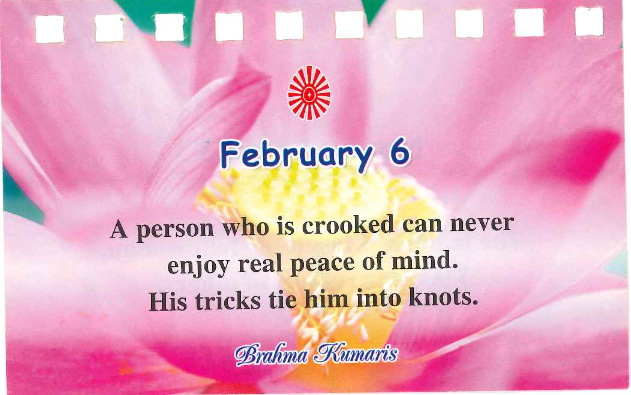 February 6
A person who is crooked can never
enjoy real peace of mind.
His tricks tie him into knots.
Brahma Kumaris